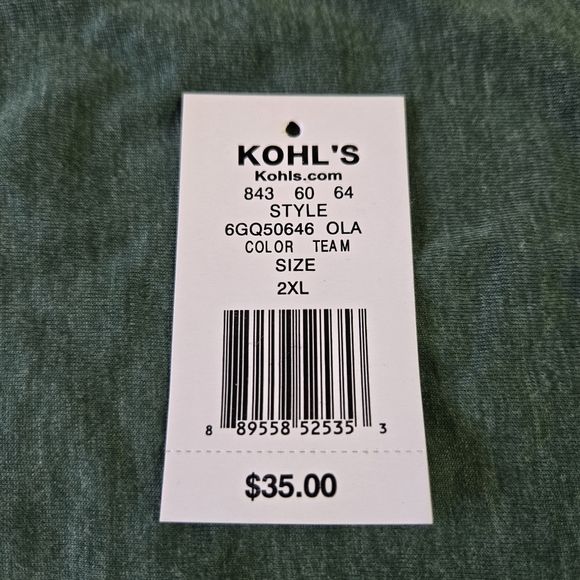 KOHL'S
Kohls.com
843 60 64
STYLE
6GQ50646 OLA
COLOR TEAM
SIZE
2XL
8 89558 52535 3
$35.00